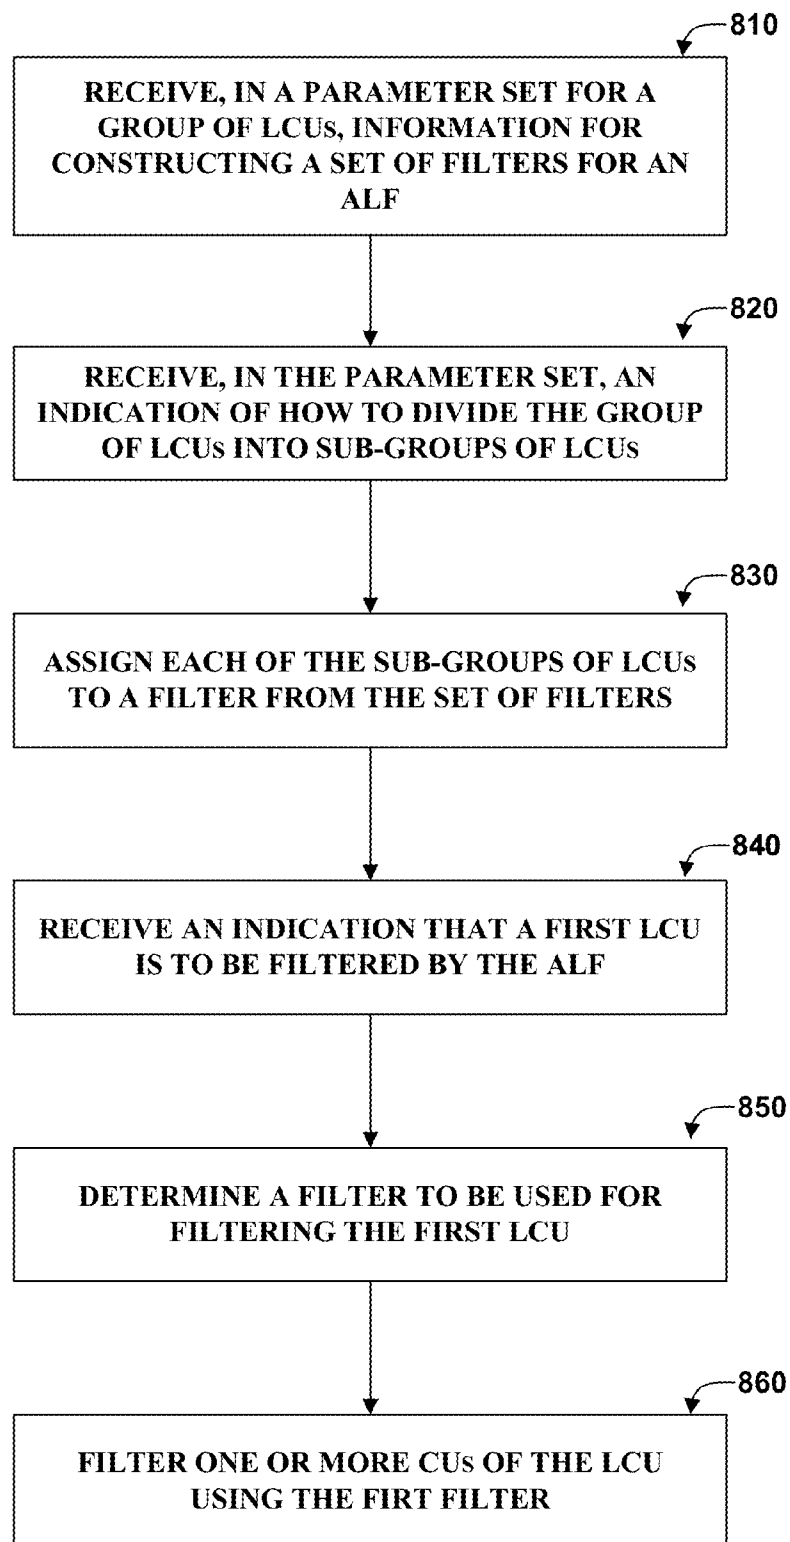 810
RECEIVE, IN A PARAMETER SET FOR A
GROUP OF LCUs, INFORMATION FOR
CONSTRUCTING A SET OF FILTERS FOR AN
ALF
820
RECEIVE, IN THE PARAMETER SET, AN
INDICATION OF HOW TO DIVIDE THE GROUP
OF LCUs INTO SUB-GROUPS OF LCUs
830
ASSIGN EACH OF THE SUB-GROUPS OF LCUs
TO A FILTER FROM THE SET OF FILTERS
840
RECEIVE AN INDICATION THAT A FIRST LCU
IS TO BE FILTERED BY THE ALF
850
DETERMINE A FILTER TO BE USED FOR
FILTERING THE FIRST LCU
860
FILTER ONE OR MORE CUs OF THE LCU
USING THE FIRT FILTER